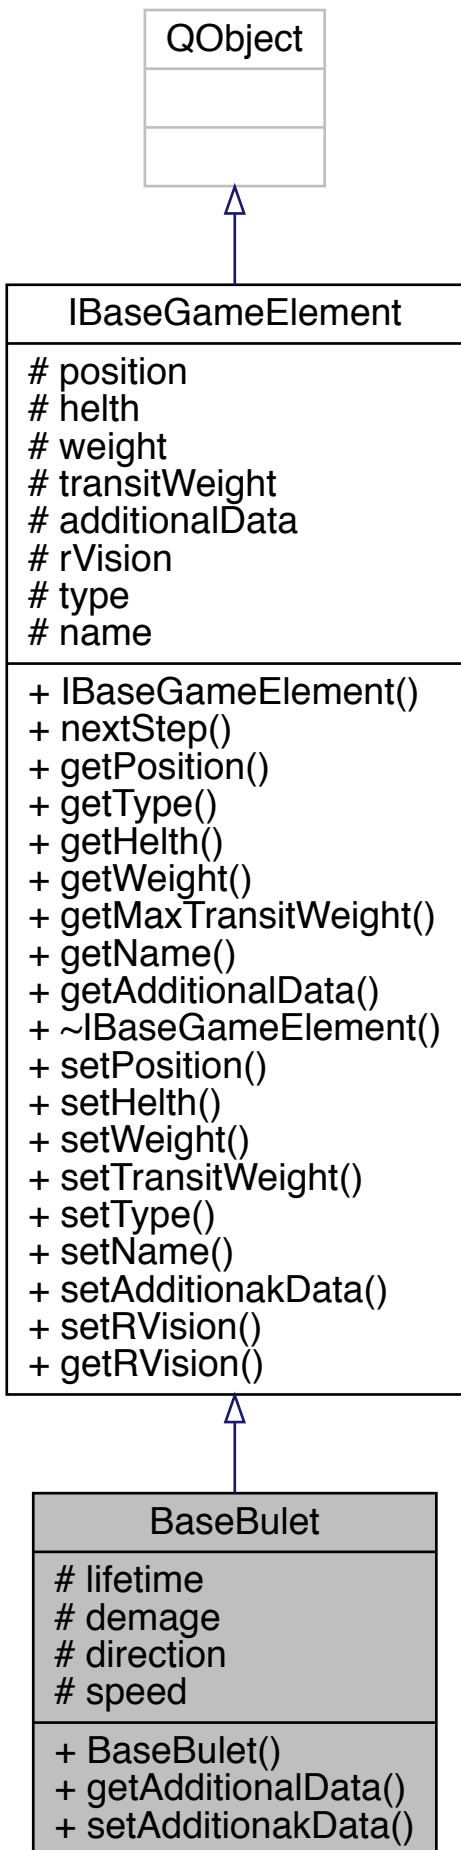 QObject
IBaseGameElement
# position
# helth
# weight
# transitWeight
# additionalData
# rVision
# type
# name
+ IBaseGameElement()
+ nextStep()
+ getPosition()
+ getType()
+ getHelth()
+ getWeight()
+ getMaxTransitWeight()
+ getName()
+ getAdditionalData()
+ ~IBaseGameElement()
+ setPosition()
+ setHelth()
+ setWeight()
+ setTransitWeight()
+ setType()
+ setName()
+ setAdditionakData()
+ setRVision()
+ getRVision()
BaseBulet
# lifetime
# demage
# direction
# speed
+ BaseBulet()
+ getAdditionalData()
+ setAdditionakData()